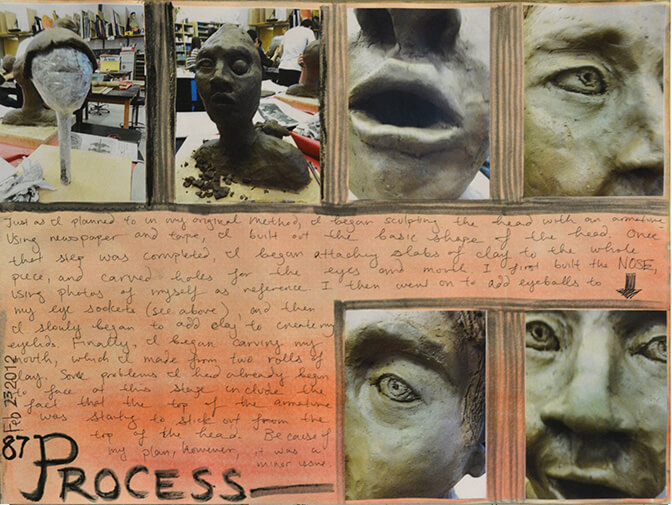 Just as I planned to in my original method, I began sculpting the head with an armature.
Using newspaper and tape, I built out the basic shape of the head. Once
that step was completed, I began attaching slabs of clay to the whole
piece, and carved holes for the eyes and mouth I first built the NOSE,
using photos of myself as reference I then went on to add eyeballs to
my eye sockets (see above), and then
I slowly began to add clay to create my
eyelids. Finally, I began carving my
mouth, which I made from two rolls of
clay. Some problems I had already began
to face at this stage include the
fact that the top of the armature
was starting to stick out from the
top of the head. Because of
my plan, however, it was a
minor issue.
Feb 23 2012
87
PROCESS